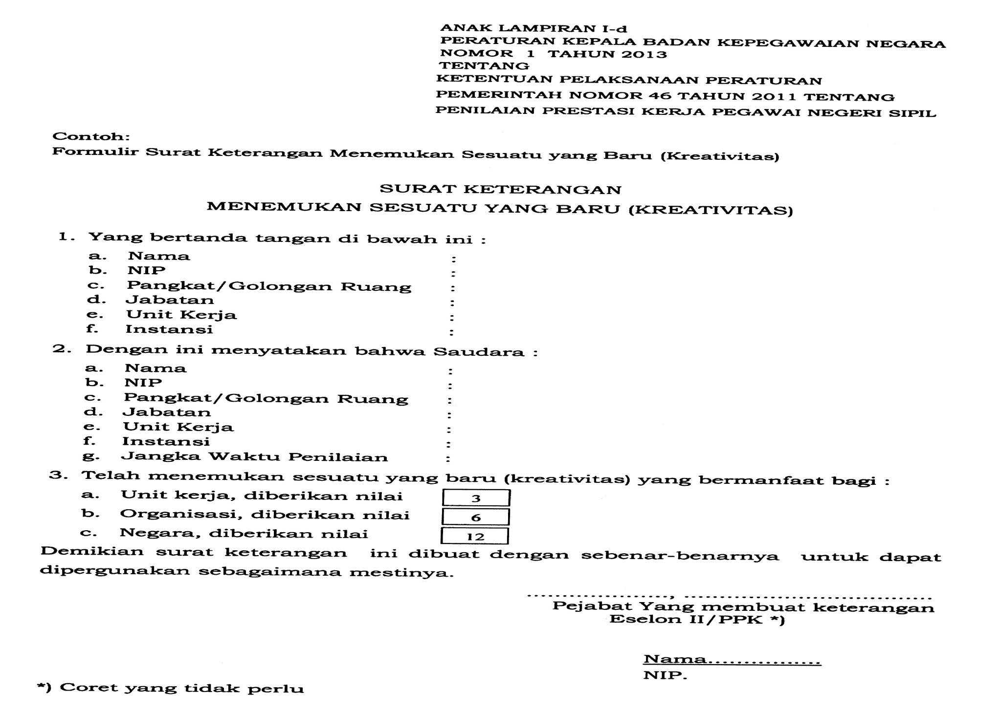 ANAK LAMPIRAN I-d
PERATURAN KEPALA BADAN KEPEGAWAIAN NEGARA
NOMOR 1 TAHUN 2013
TENTANG
KETENTUAN PELAKSANAAN PERATURAN
PEMERINTAH NOMOR 46 TAHUN 2011 TENTANG
PENILAIAN PRESTASI KERJA PEGAWAI NEGERI SIPIL
Contoh:
Formulir Surat Keterangan Menemukan Sesuatu yang Baru (Kreativitas)
SURAT KETERANGAN
MENEMUKAN SESUATU YANG BARU (KREATIVITAS)
1. Yang bertanda tangan di bawah ini :
a. Nama :
b. NIP :
c. Pangkat/Golongan Ruang :
d. Jabatan :
e. Unit Kerja :
f. Instansi :
2. Dengan ini menyatakan bahwa Saudara :
a. Nama :
b. NIP :
c. Pangkat/Golongan Ruang :
d. Jabatan :
e. Unit Kerja :
f. Instansi :
g. Jangka Waktu Penilaian :
3. Telah menemukan sesuatu yang baru (kreativitas) yang bermanfaat bagi :
a. Unit kerja, diberikan nilai 3
b. Organisasi, diberikan nilai 6
c. Negara, diberikan nilai 12
Demikian surat keterangan ini dibuat dengan sebenar-benarnya untuk dapat
dipergunakan sebagaimana mestinya.
...................., ...................................
Pejabat Yang membuat keterangan
Eselon II/PPK *)
Nama................
NIP.
*) Coret yang tidak perlu